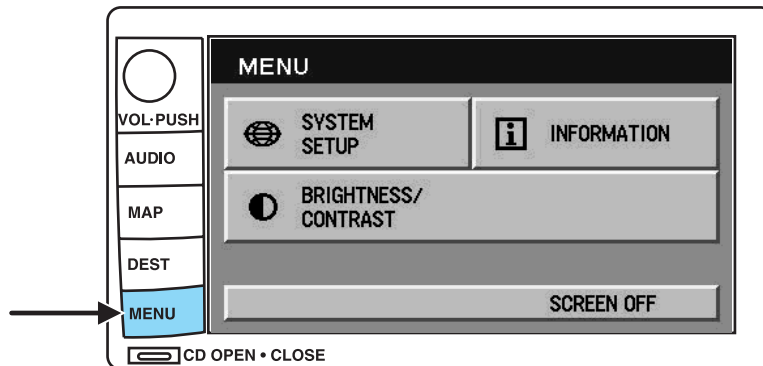 MENU
VOL·PUSH
AUDIO
MAP
DEST
MENU
SYSTEM
SETUP
INFORMATION
BRIGHTNESS/
CONTRAST
SCREEN OFF
CD OPEN • CLOSE